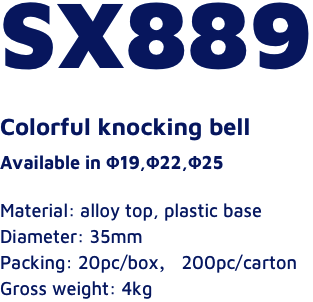 SX889
Colorful knocking bell
Available in Φ19,Φ22,Φ25
Material: alloy top, plastic base
Diameter: 35mm
Packing: 20pc/box， 200pc/carton
Gross weight: 4kg